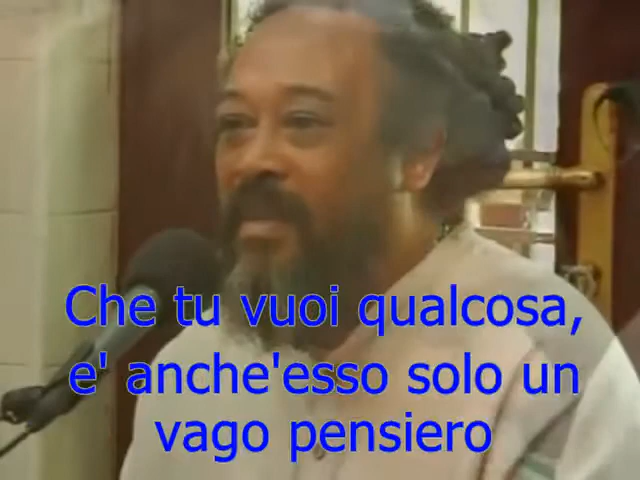 Che tu vuoi qualcosa,
e' anche'esso solo un
vago pensiero